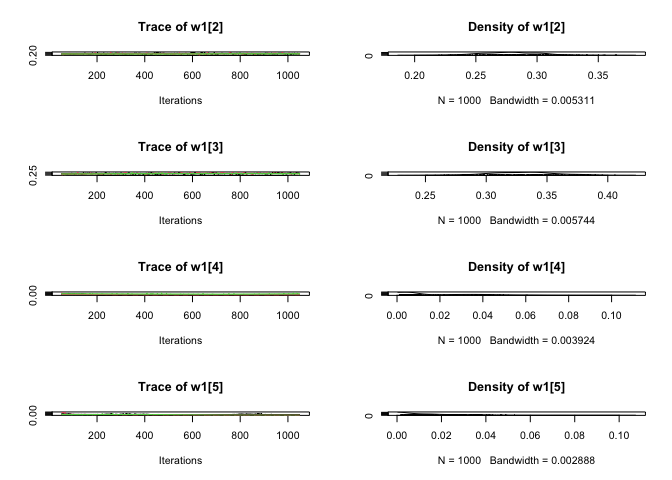 Trace of w1[2]
Density of w1[2]
0.20
0
200 400 600 800 1000
0.20 0.25 0.30 0.35
Iterations
N = 1000 Bandwidth = 0.005311
Trace of w1[3]
Density of w1[3]
0.25
0
200 400 600 800 1000
0.25 0.30 0.35 0.40
Iterations
N = 1000 Bandwidth = 0.005744
Trace of w1[4]
Density of w1[4]
0.00
0
200 400 600 800 1000
0.00 0.02 0.04 0.06 0.08 0.10
Iterations
N = 1000 Bandwidth = 0.003924
Trace of w1[5]
Density of w1[5]
0.00
0
200 400 600 800 1000
0.00 0.02 0.04 0.06 0.08 0.10
Iterations
N = 1000 Bandwidth = 0.002888